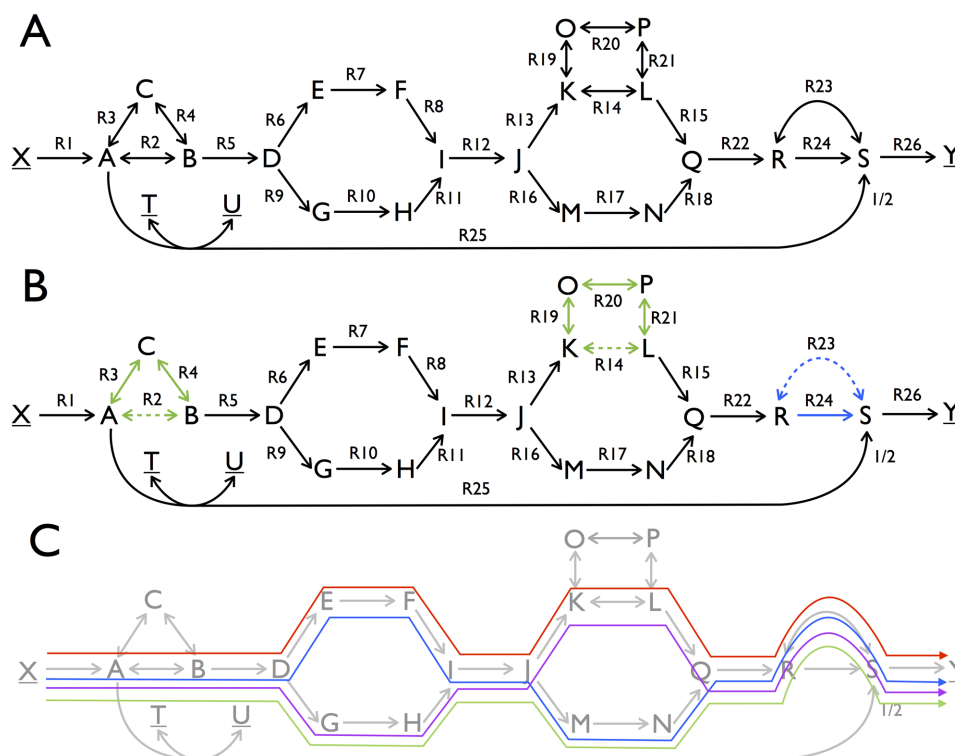 A
O P
R20
R19 R21
R7
R23
C E F K L
R14
R3 R4 R6 R8 R13 R15
R1 R2 R5 R12 R22 R24 R26
X A B D I J Q R S Y
R9 R10 R11 R16 R17 R18
T U G H M N 1/2
R25
B
O P
R20
R19 R21
R7
R23
C E F K L
R14
R3 R4 R6 R8 R13 R15
R1 R2 R5 R12 R22 R24 R26
X A B D I J Q R S Y
R9 R10 R11 R16 R17 R18
T U G H M N 1/2
R25
C
O P
C E F K L
X A B D I J Q R S Y
T U G H M N 1/2